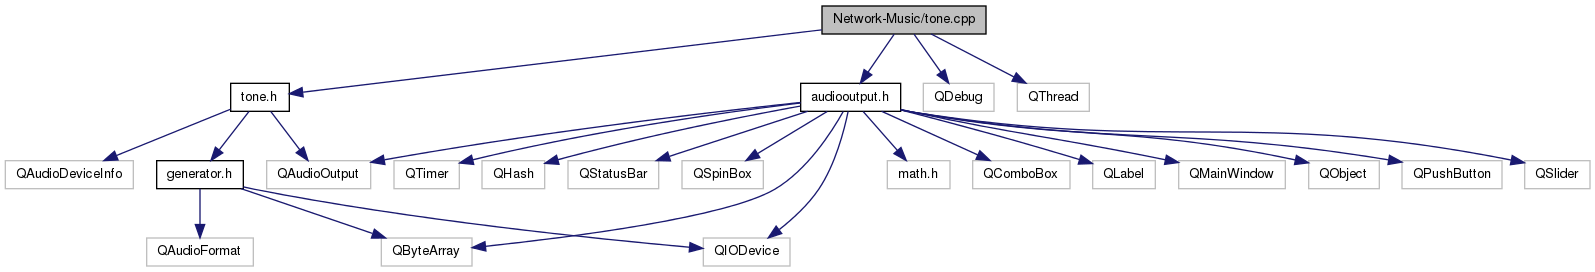 Network-Music/tone.cpp
tone.h
audiooutput.h
QDebug
QThread
QAudioDeviceInfo
generator.h
QAudioOutput
QTimer
QHash
QStatusBar
QSpinBox
math.h
QComboBox
QLabel
QMainWindow
QObject
QPushButton
QSlider
QAudioFormat
QByteArray
QIODevice